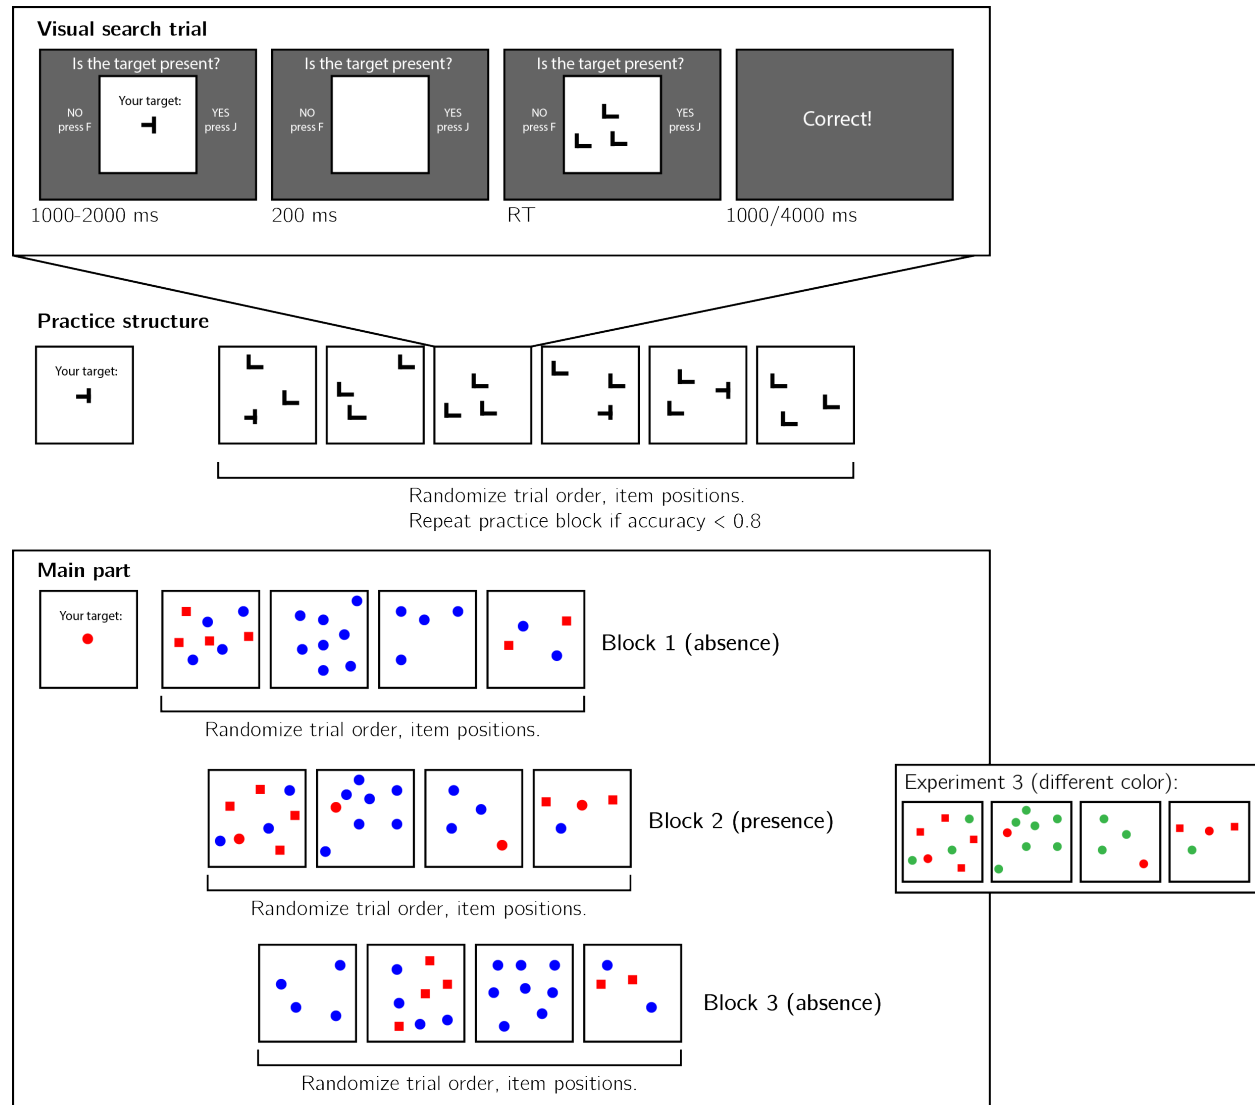 Visual search trial
Is the target present?
Your target:
NO
press F
YES
press J
1000-2000 ms
Is the target present?
NO
press F
YES
press J
200 ms
Is the target present?
NO
press F
YES
press J
RT
Correct!
1000/4000 ms
Practice structure
Your target:
Randomize trial order, item positions.
Repeat practice block if accuracy < 0.8
Main part
Your target:
Block 1 (absence)
Randomize trial order, item positions.
Block 2 (presence)
Randomize trial order, item positions.
Experiment 3 (different color):
Block 3 (absence)
Randomize trial order, item positions.